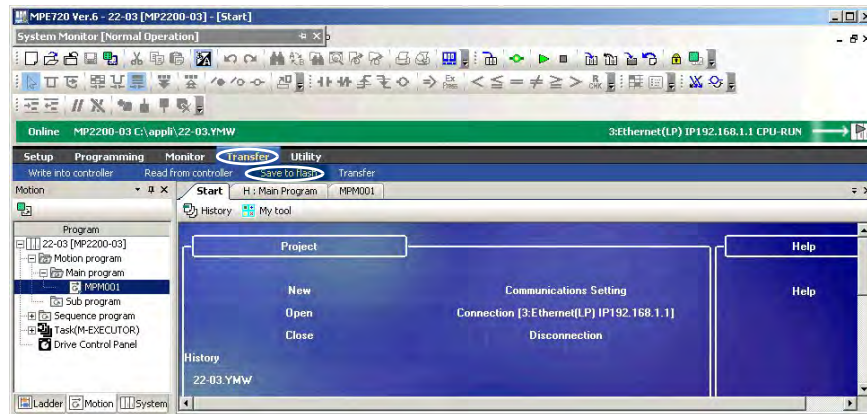 MPE720 Ver.6 - 22-03 [MP2200-03] - [Start]
System Monitor [Normal Operation]
Online MP2200-03 C:\appli\22-03.YMW 3:Ethernet(LP) IP192.168.1.1 CPU-RUN
Setup Programming Monitor Transfer Utility
Write into controller Read from controller Save to flash Transfer
Motion Start H : Main Program MPM001
History My tool
Program
22-03 [MP2200-03]
Motion program
Main program
MPM001
Sub program
Sequence program
Task(M-EXECUTOR)
Drive Control Panel
Project
New Communications Setting
Open Connection [3:Ethernet(LP) IP192.168.1.1]
Close Disconnection
History
22-03.YMW
Help
Help
Ladder Motion System